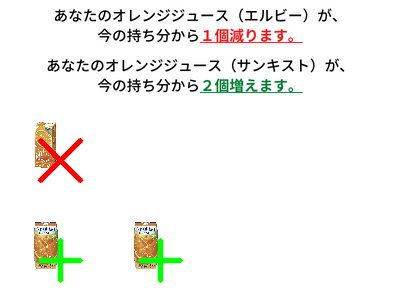 あなたのオレンジジュース（エルビー）が、
今の持ち分から１個減ります。
あなたのオレンジジュース（サンキスト）が、
今の持ち分から２個増えます。